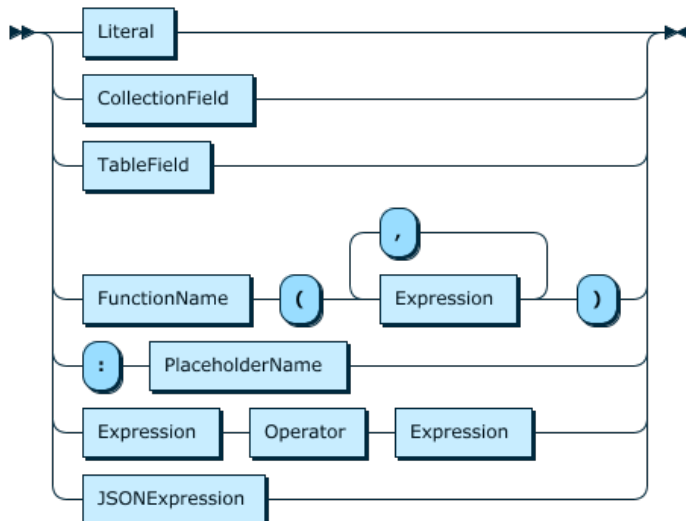 Literal
CollectionField
TableField
,
FunctionName ( Expression )
: PlaceholderName
Expression Operator Expression
JSONExpression